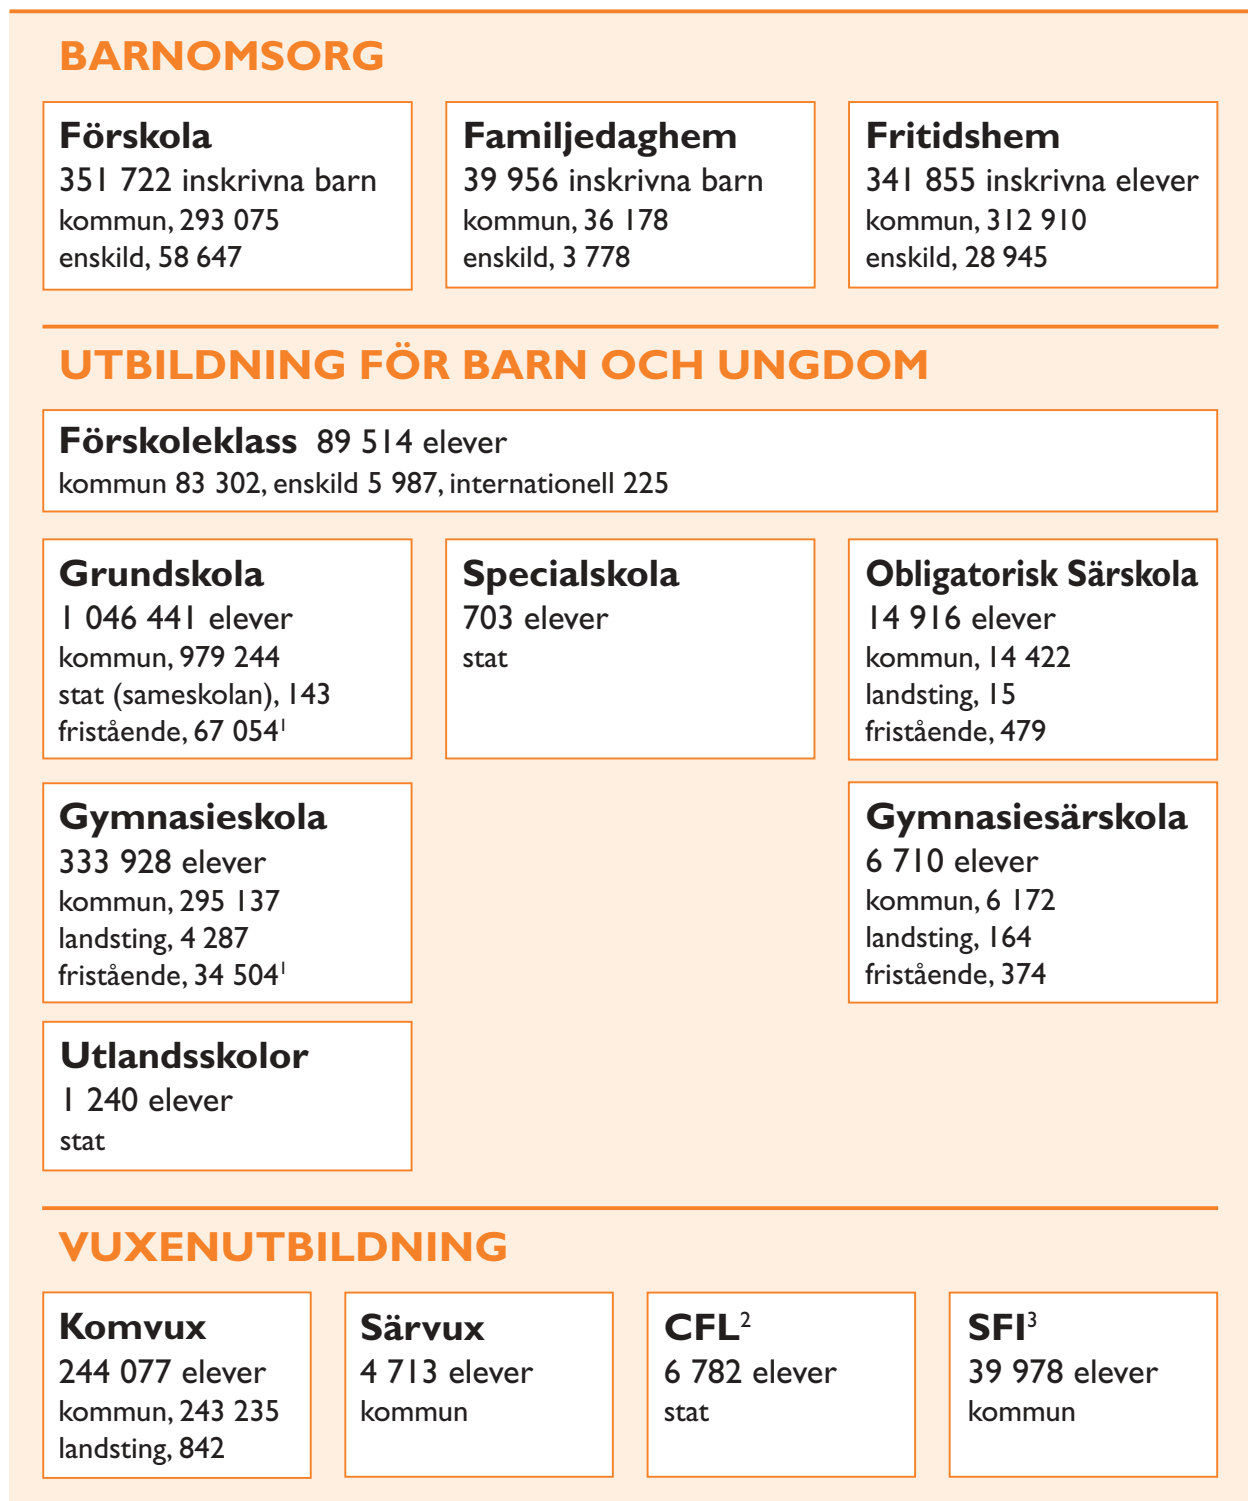 BARNOMSORG
Förskola
351 722 inskrivna barn
kommun, 293 075
enskild, 58 647
Familjedaghem
39 956 inskrivna barn
kommun, 36 178
enskild, 3 778
Fritidshem
341 855 inskrivna elever
kommun, 312 910
enskild, 28 945
UTBILDNING FÖR BARN OCH UNGDOM
Förskoleklass 89 514 elever
kommun 83 302, enskild 5 987, internationell 225
Grundskola
1 046 441 elever
kommun, 979 244
stat (sameskolan), 143
fristående, 67 054¹
Specialskola
703 elever
stat
Obligatorisk Särskola
14 916 elever
kommun, 14 422
landsting, 15
fristående, 479
Gymnasieskola
333 928 elever
kommun, 295 137
landsting, 4 287
fristående, 34 504¹
Gymnasiesärskola
6 710 elever
kommun, 6 172
landsting, 164
fristående, 374
Utlandsskolor
1 240 elever
stat
VUXENUTBILDNING
Komvux
244 077 elever
kommun, 243 235
landsting, 842
Särvux
4 713 elever
kommun
CFL²
6 782 elever
stat
SFI³
39 978 elever
kommun